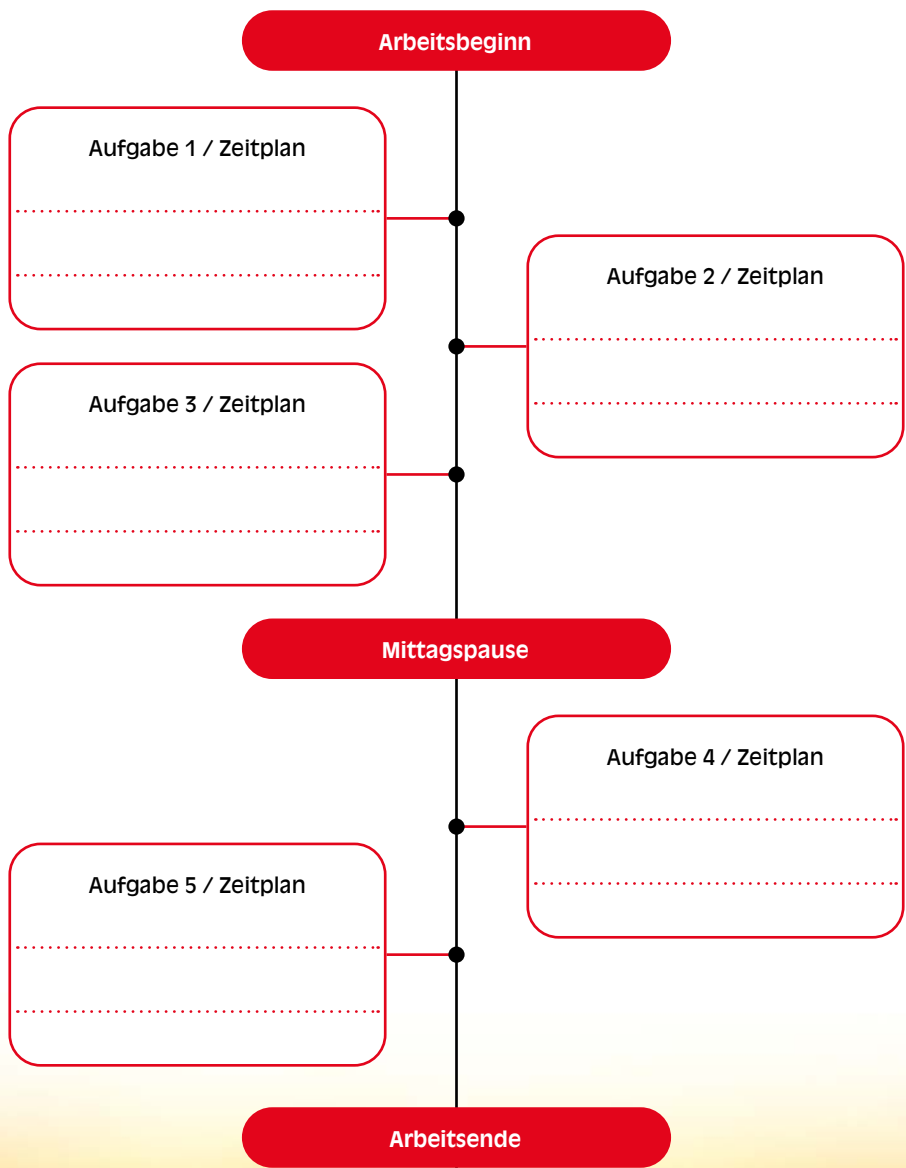 Arbeitsbeginn
Aufgabe 1 / Zeitplan
Aufgabe 2 / Zeitplan
Aufgabe 3 / Zeitplan
Mittagspause
Aufgabe 4 / Zeitplan
Aufgabe 5 / Zeitplan
Arbeitsende